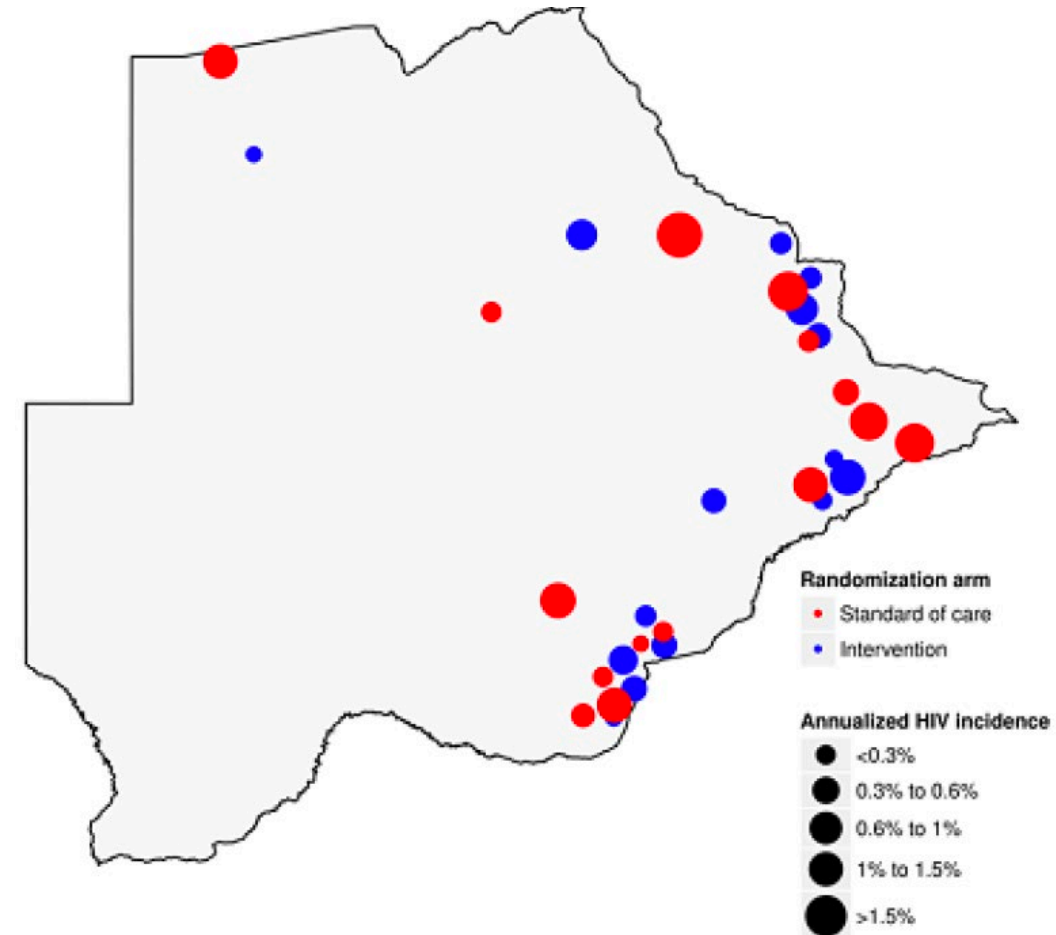 Randomization arm
Standard of care
Intervention
Annualized HIV incidence
<0.3%
0.3% to 0.6%
0.6% to 1%
1% to 1.5%
>1.5%